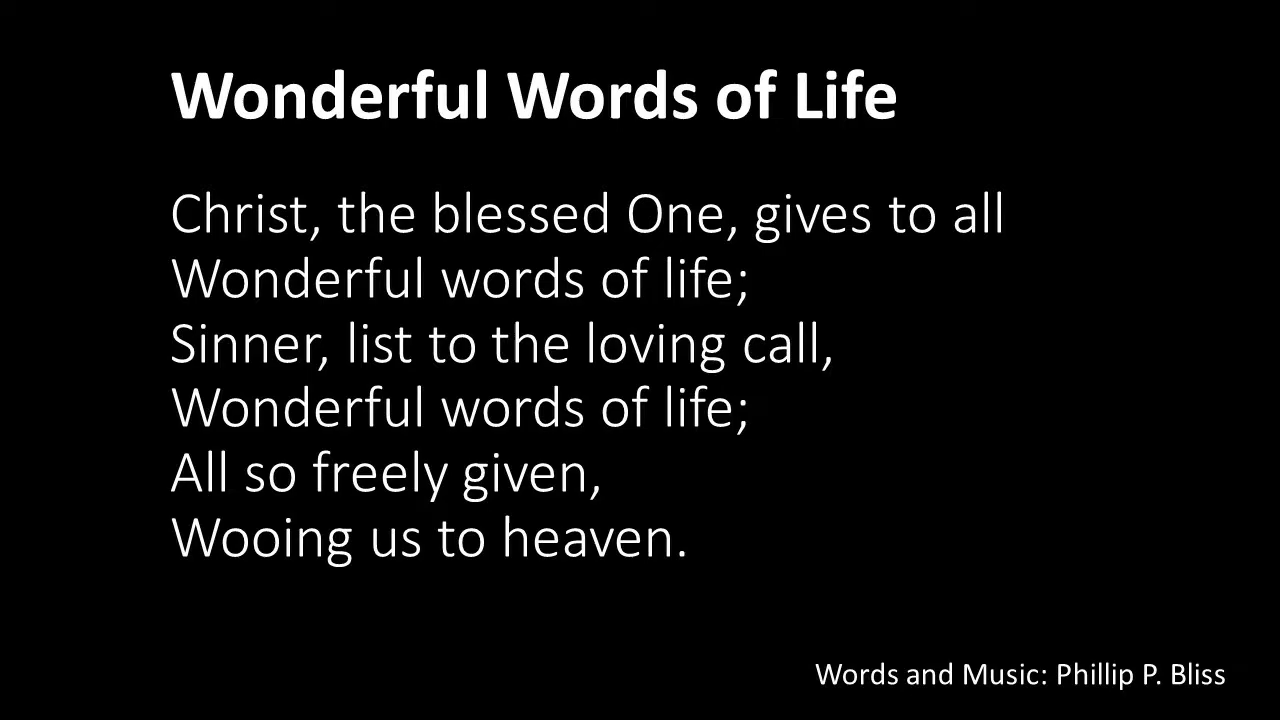 Wonderful Words of Life
Christ, the blessed One, gives to all
Wonderful words of life;
Sinner, list to the loving call,
Wonderful words of life;
All so freely given,
Wooing us to heaven.
Words and Music: Phillip P. Bliss